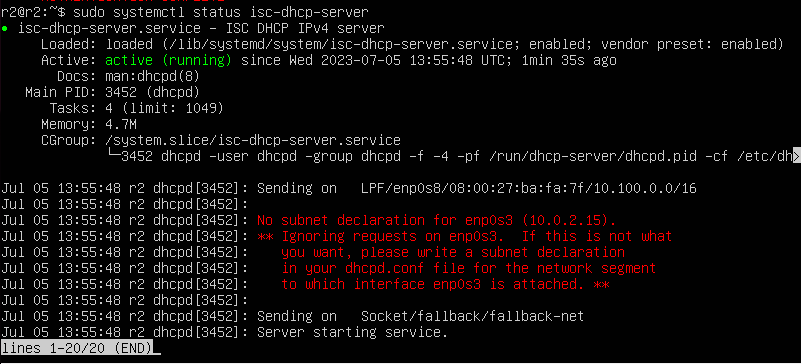 r2@r2:~$ sudo systemctl status isc-dhcp-server
● isc-dhcp-server.service - ISC DHCP IPv4 server
     Loaded: loaded (/lib/systemd/system/isc-dhcp-server.service; enabled; vendor preset: enabled)
     Active: active (running) since Wed 2023-07-05 13:55:48 UTC; 1min 35s ago
       Docs: man:dhcpd(8)
   Main PID: 3452 (dhcpd)
      Tasks: 4 (limit: 1049)
     Memory: 4.7M
     CGroup: /system.slice/isc-dhcp-server.service
             └─3452 dhcpd -user dhcpd -group dhcpd -f -4 -pf /run/dhcp-server/dhcpd.pid -cf /etc/dh>

Jul 05 13:55:48 r2 dhcpd[3452]: Sending on   LPF/enp0s8/08:00:27:ba:fa:7f/10.100.0.0/16
Jul 05 13:55:48 r2 dhcpd[3452]:
Jul 05 13:55:48 r2 dhcpd[3452]: No subnet declaration for enp0s3 (10.0.2.15).
Jul 05 13:55:48 r2 dhcpd[3452]: ** Ignoring requests on enp0s3.  If this is not what
Jul 05 13:55:48 r2 dhcpd[3452]:    you want, please write a subnet declaration
Jul 05 13:55:48 r2 dhcpd[3452]:    in your dhcpd.conf file for the network segment
Jul 05 13:55:48 r2 dhcpd[3452]:    to which interface enp0s3 is attached. **
Jul 05 13:55:48 r2 dhcpd[3452]:
Jul 05 13:55:48 r2 dhcpd[3452]: Sending on   Socket/fallback/fallback-net
Jul 05 13:55:48 r2 dhcpd[3452]: Server starting service.
lines 1-20/20 (END)